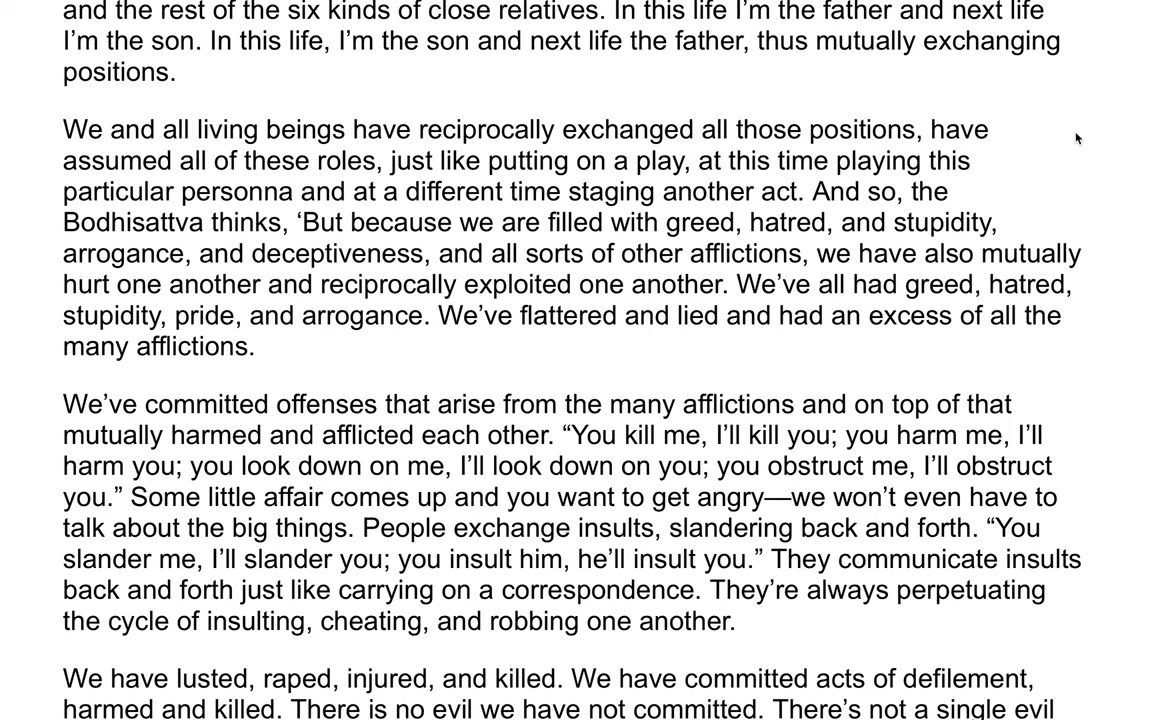 and the rest of the six kinds of close relatives. In this life I’m the father and next life
I’m the son. In this life, I’m the son and next life the father, thus mutually exchanging
positions.
We and all living beings have reciprocally exchanged all those positions, have
assumed all of these roles, just like putting on a play, at this time playing this
particular personna and at a different time staging another act. And so, the
Bodhisattva thinks, ‘But because we are filled with greed, hatred, and stupidity,
arrogance, and deceptiveness, and all sorts of other afflictions, we have also mutually
hurt one another and reciprocally exploited one another. We’ve all had greed, hatred,
stupidity, pride, and arrogance. We’ve flattered and lied and had an excess of all the
many afflictions.
We’ve committed offenses that arise from the many afflictions and on top of that
mutually harmed and afflicted each other. “You kill me, I’ll kill you; you harm me, I’ll
harm you; you look down on me, I’ll look down on you; you obstruct me, I’ll obstruct
you.” Some little affair comes up and you want to get angry—we won’t even have to
talk about the big things. People exchange insults, slandering back and forth. “You
slander me, I’ll slander you; you insult him, he’ll insult you.” They communicate insults
back and forth just like carrying on a correspondence. They’re always perpetuating
the cycle of insulting, cheating, and robbing one another.
We have lusted, raped, injured, and killed. We have committed acts of defilement,
harmed and killed. There is no evil we have not committed. There’s not a single evil